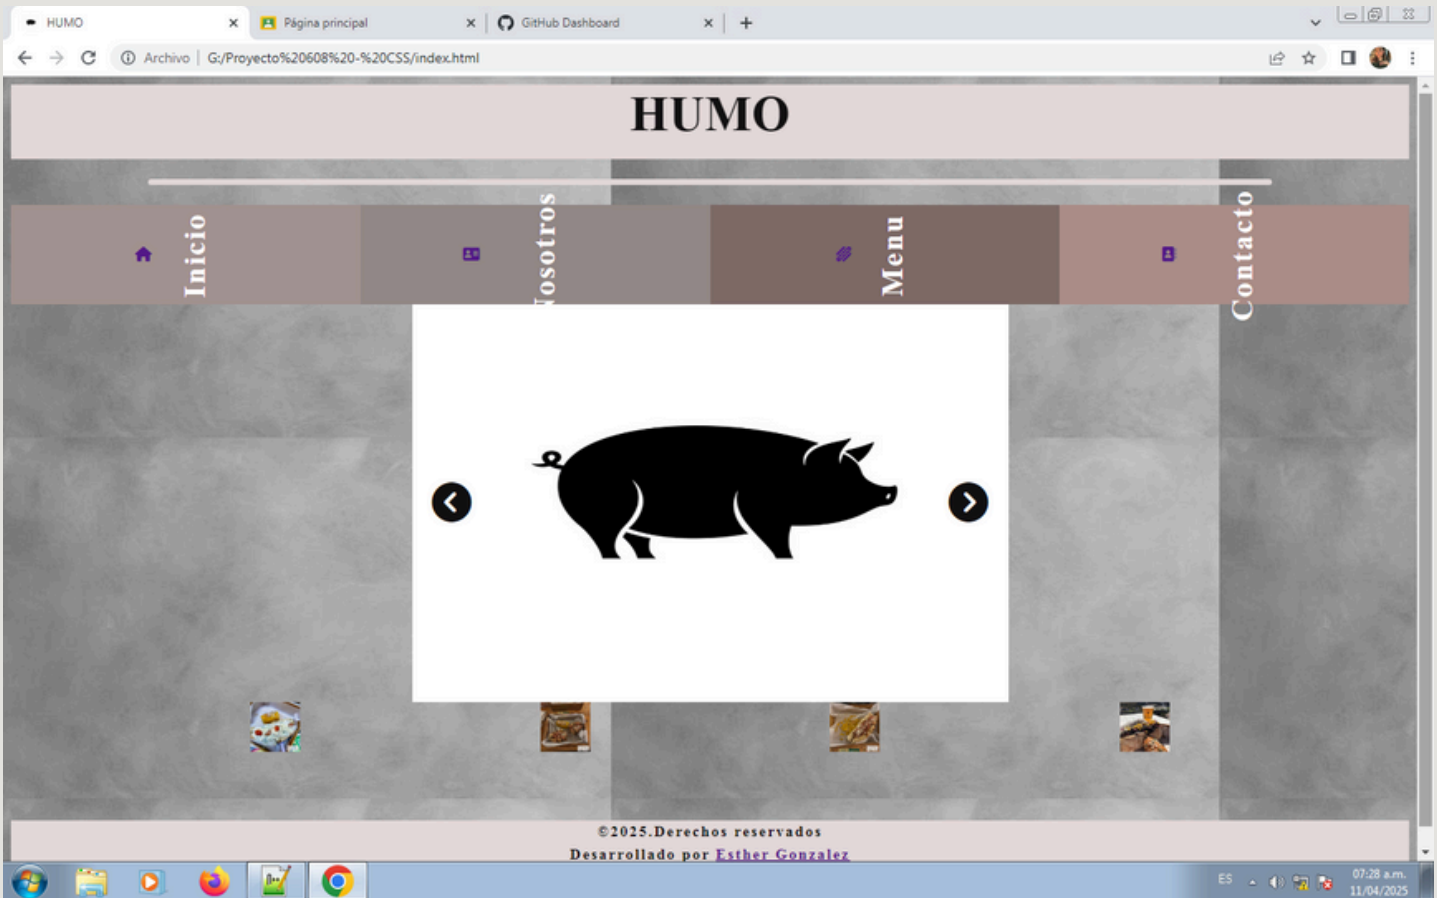 HUMO
Página principal
GitHub Dashboard
Archivo
G:/Proyecto%20608%20-%20CSS/index.html
HUMO
Inicio
Nosotros
Menu
Contacto
©2025.Derechos reservados
Desarrollado por Esther Gonzalez
ES
07:28 a.m.
11/04/2025